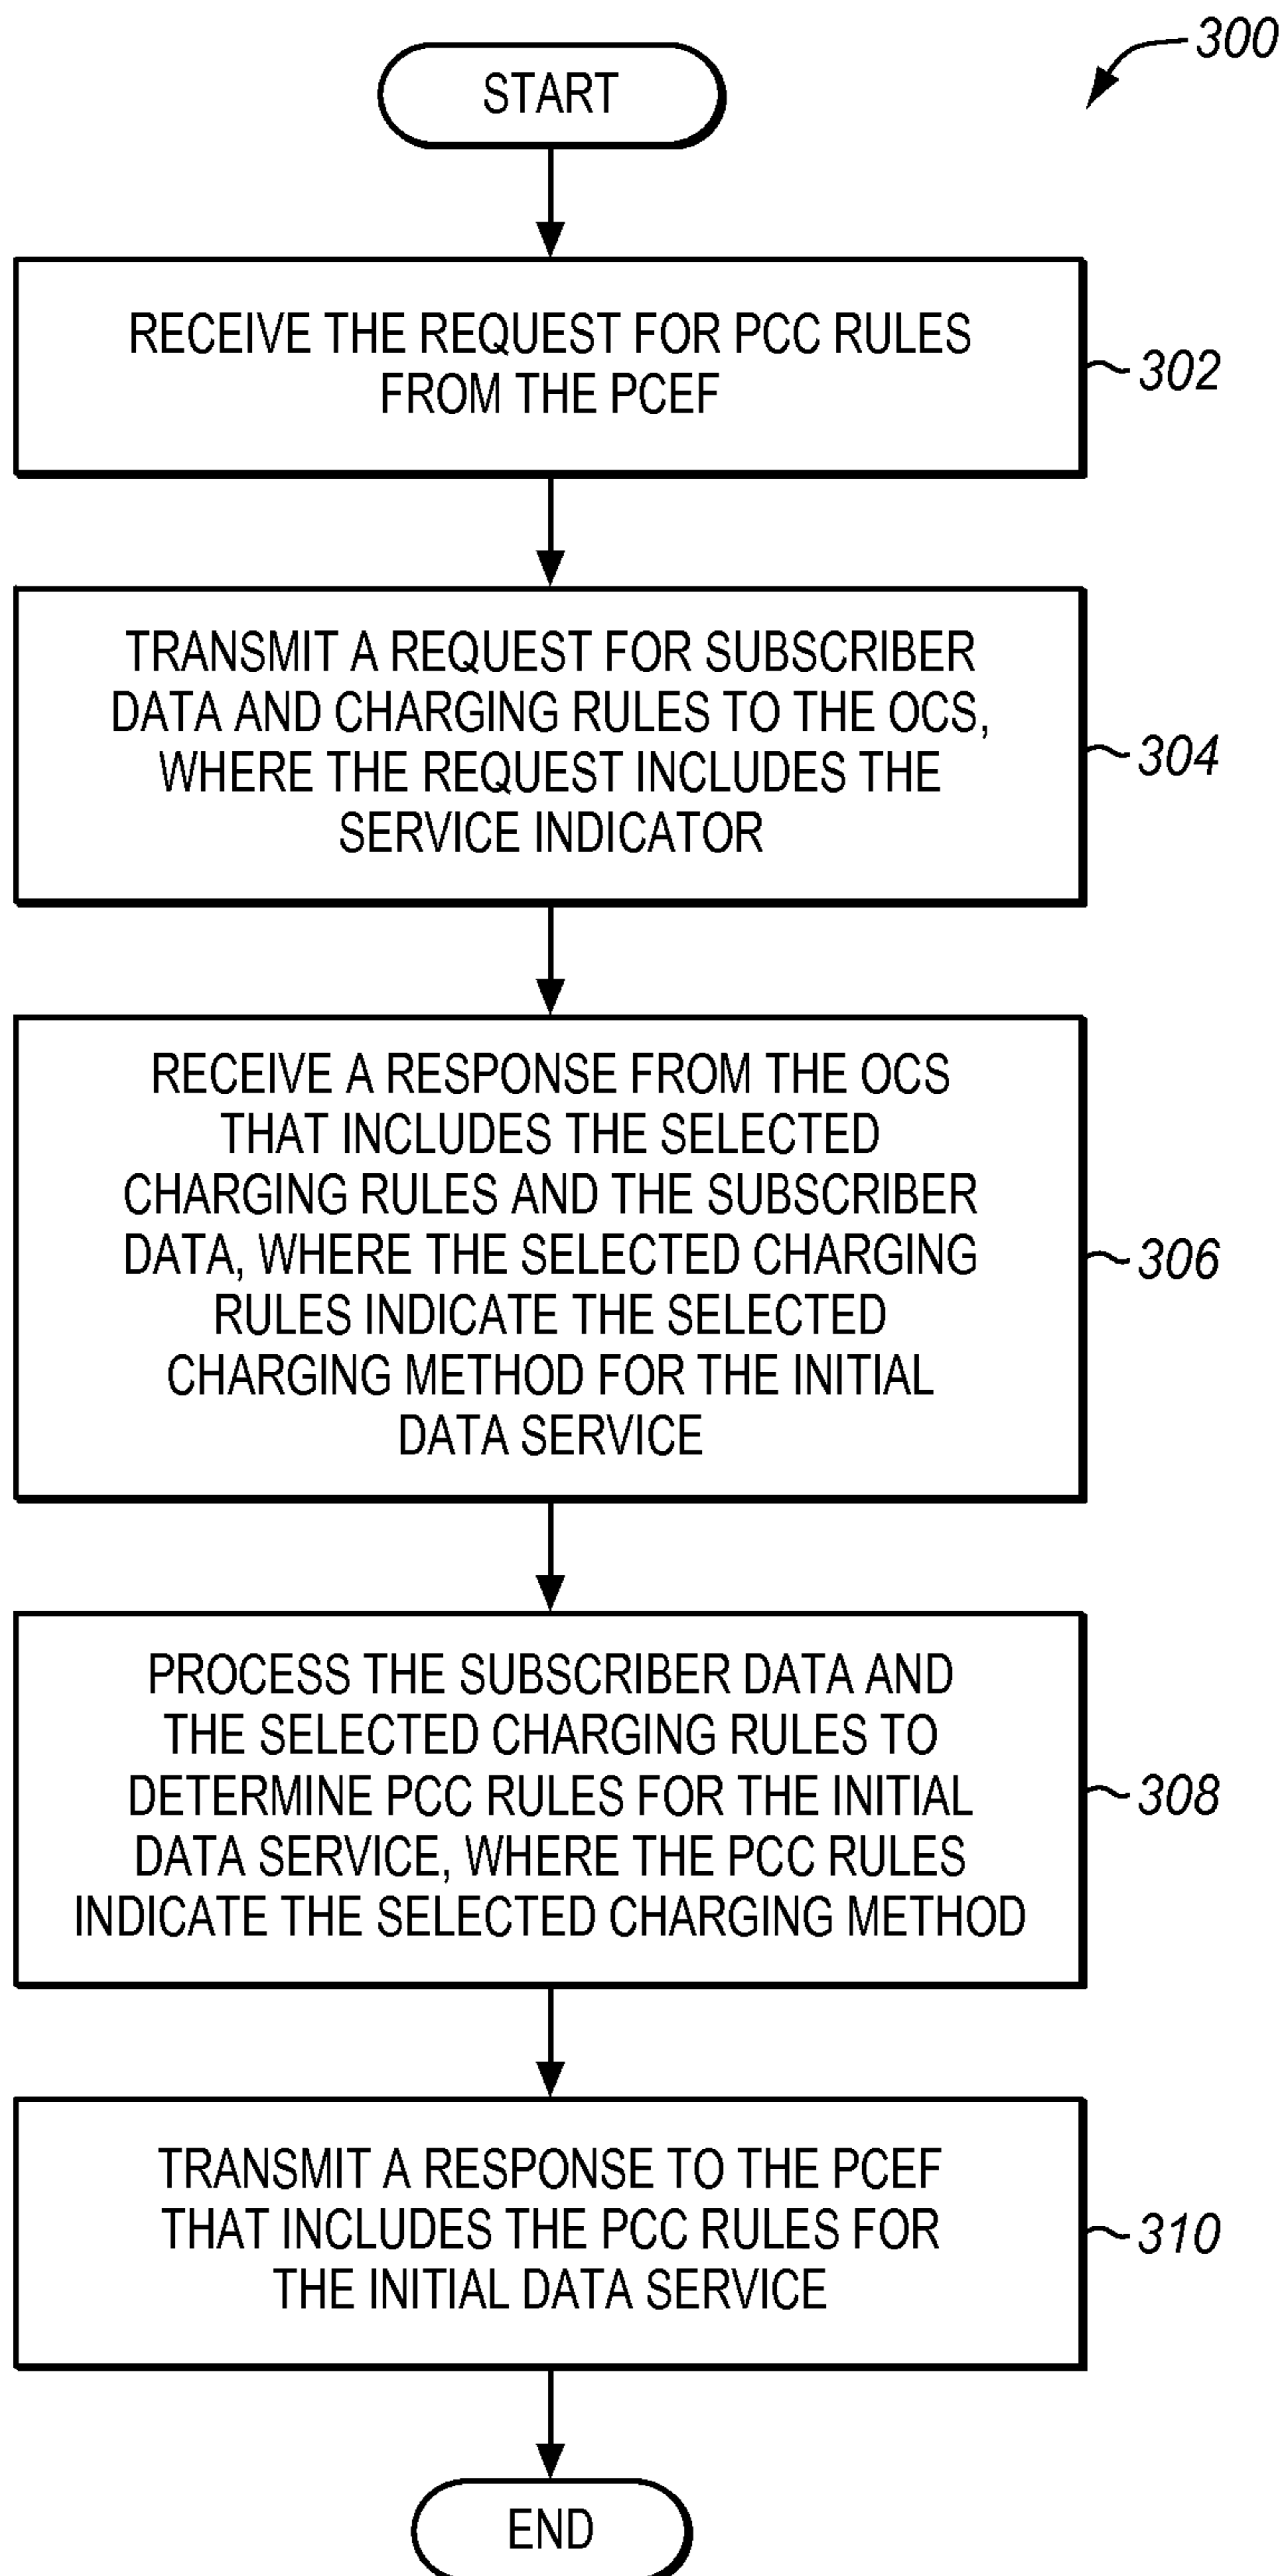 300
START
RECEIVE THE REQUEST FOR PCC RULES
FROM THE PCEF
302
TRANSMIT A REQUEST FOR SUBSCRIBER
DATA AND CHARGING RULES TO THE OCS,
WHERE THE REQUEST INCLUDES THE
SERVICE INDICATOR
304
RECEIVE A RESPONSE FROM THE OCS
THAT INCLUDES THE SELECTED
CHARGING RULES AND THE SUBSCRIBER
DATA, WHERE THE SELECTED CHARGING
RULES INDICATE THE SELECTED
CHARGING METHOD FOR THE INITIAL
DATA SERVICE
306
PROCESS THE SUBSCRIBER DATA AND
THE SELECTED CHARGING RULES TO
DETERMINE PCC RULES FOR THE INITIAL
DATA SERVICE, WHERE THE PCC RULES
INDICATE THE SELECTED CHARGING METHOD
308
TRANSMIT A RESPONSE TO THE PCEF
THAT INCLUDES THE PCC RULES FOR
THE INITIAL DATA SERVICE
310
END